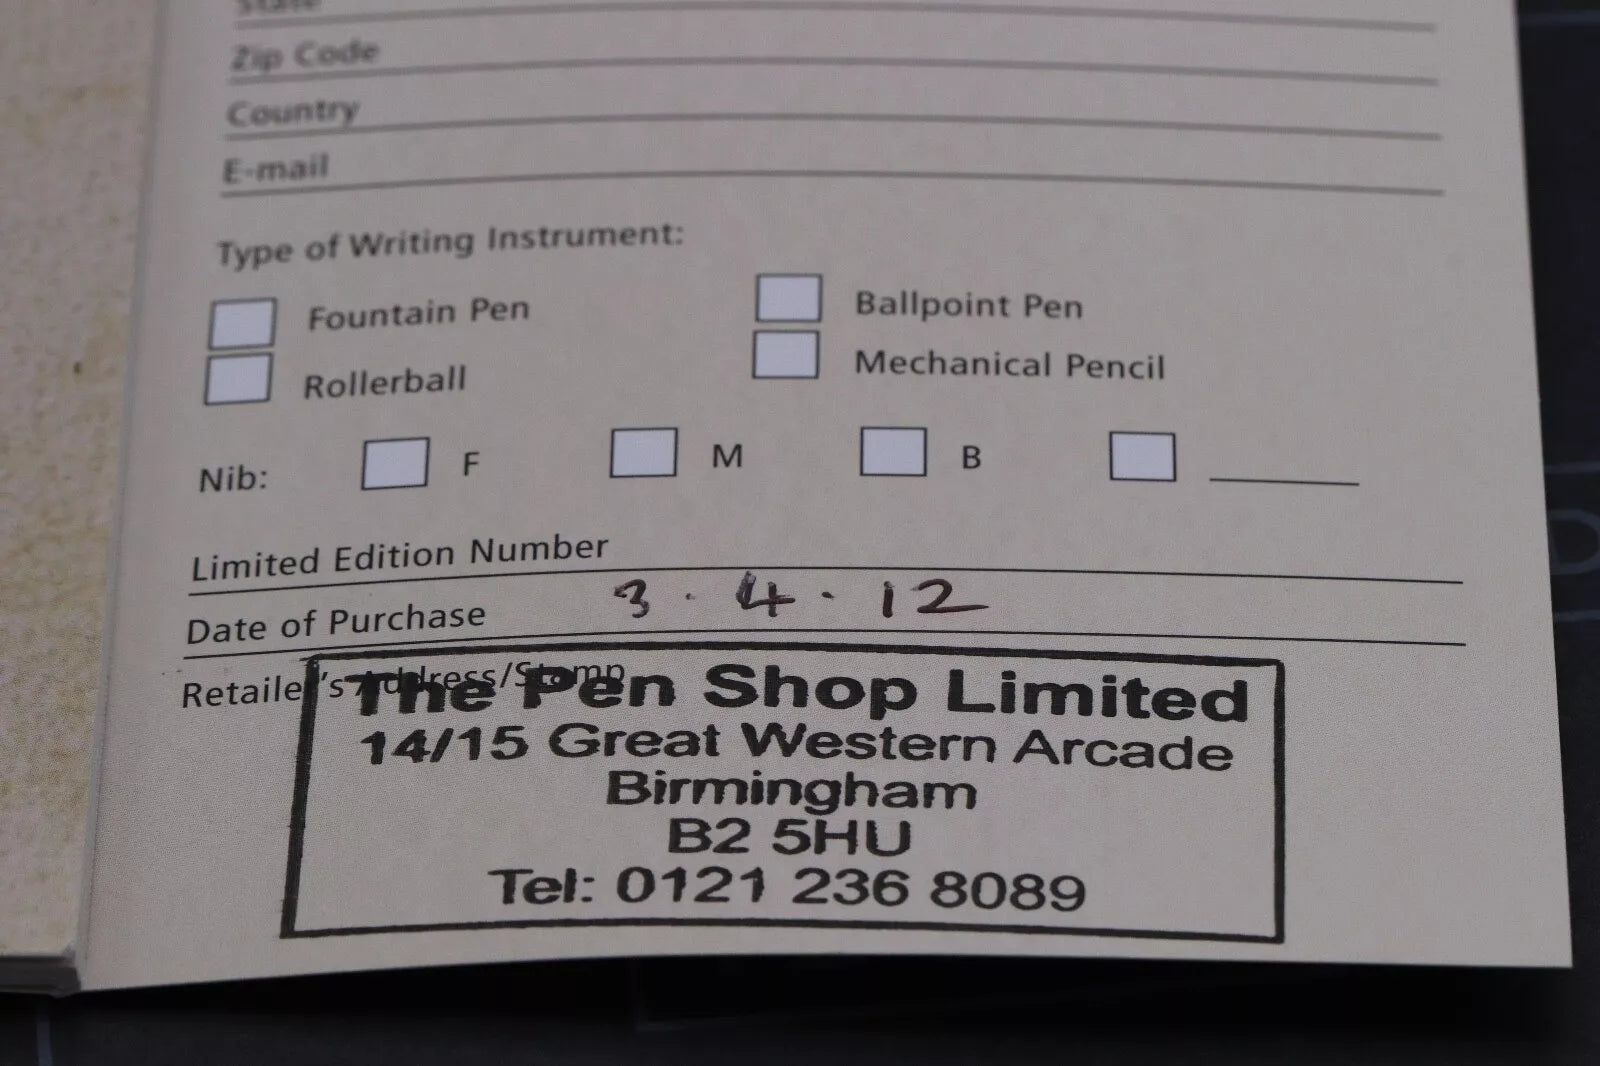 State
Zip Code
Country
E-mail
Type of Writing Instrument:
Fountain Pen
Ballpoint Pen
Rollerball
Mechanical Pencil
Nib: F M B
Limited Edition Number
Date of Purchase 3 . 4 . 12
Retailer's Address/Stamp
The Pen Shop Limited
14/15 Great Western Arcade
Birmingham
B2 5HU
Tel: 0121 236 8089